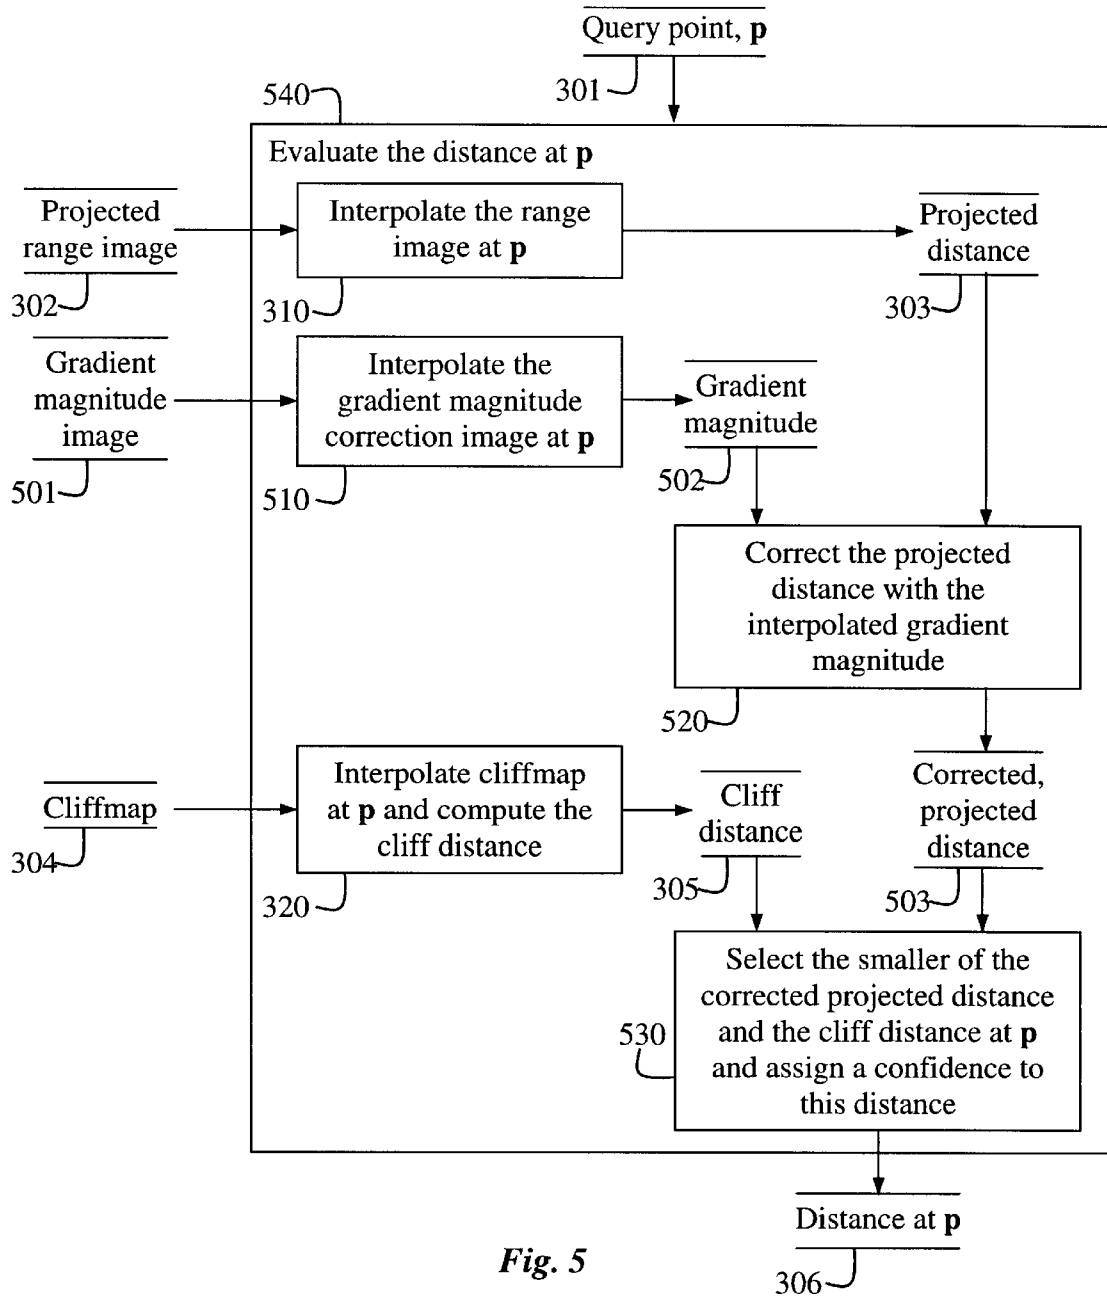 Query point, p
301
540
Evaluate the distance at p
Projected
range image
302
Interpolate the range
image at p
310
Projected
distance
303
Gradient
magnitude
image
501
Interpolate the
gradient magnitude
correction image at p
510
Gradient
magnitude
502
Correct the projected
distance with the
interpolated gradient
magnitude
520
Cliffmap
304
Interpolate cliffmap
at p and compute the
cliff distance
320
Cliff
distance
305
Corrected,
projected
distance
503
Select the smaller of the
corrected projected distance
and the cliff distance at p
and assign a confidence to
this distance
530
Distance at p
306
Fig. 5